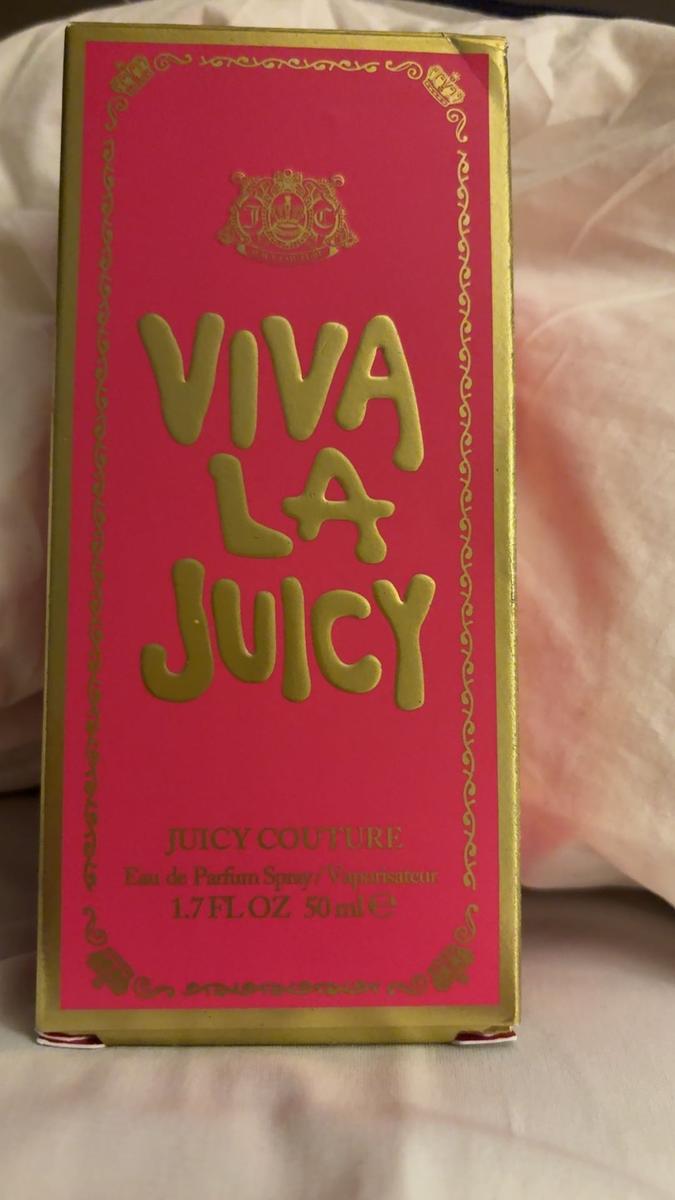 J C
VIVA
LA
JUICY
JUICY COUTURE
Eau de Parfum Spray/Vaporisateur
1.7 FL OZ 50 ml ℮